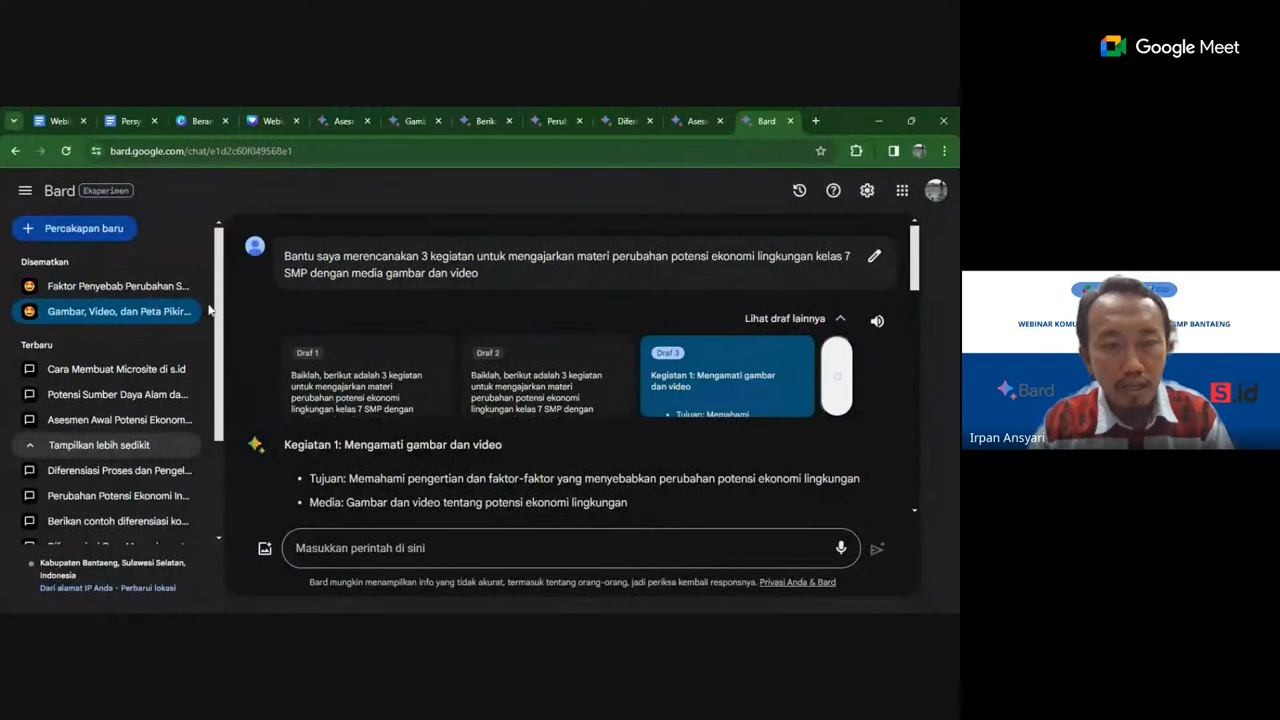 Google Meet
Webi
Persy
Beran
Webi
Ases
Gaml
Berik
Perul
Difer
Ases
Bard
bard.google.com/chat/e1d2c60f049568e1
Bard Eksperimen
Percakapan baru
Disematkan
Faktor Penyebab Perubahan S...
Gambar, Video, dan Peta Pikir...
Terbaru
Cara Membuat Microsite di s.id
Potensi Sumber Daya Alam da...
Asesmen Awal Potensi Ekonom...
Tampilkan lebih sedikit
Diferensiasi Proses dan Pengel...
Perubahan Potensi Ekonomi In...
Berikan contoh diferensiasi ko...
Kabupaten Bantaeng, Sulawesi Selatan,
Indonesia
Dari alamat IP Anda - Perbarui lokasi
Bantu saya merencanakan 3 kegiatan untuk mengajarkan materi perubahan potensi ekonomi lingkungan kelas 7
SMP dengan media gambar dan video
Lihat draf lainnya
Draf 1
Baiklah, berikut adalah 3 kegiatan
untuk mengajarkan materi
perubahan potensi ekonomi
lingkungan kelas 7 SMP dengan
Draf 2
Baiklah, berikut adalah 3 kegiatan
untuk mengajarkan materi
perubahan potensi ekonomi
lingkungan kelas 7 SMP dengan
Draf 3
Kegiatan 1: Mengamati gambar
dan video
Tujuan: Memahami
Kegiatan 1: Mengamati gambar dan video
Tujuan: Memahami pengertian dan faktor-faktor yang menyebabkan perubahan potensi ekonomi lingkungan
Media: Gambar dan video tentang potensi ekonomi lingkungan
Masukkan perintah di sini
Bard mungkin menampilkan info yang tidak akurat, termasuk tentang orang-orang, jadi periksa kembali responsnya. Privasi Anda & Bard
WEBINAR KOMU SMP BANTAENG
Bard
S.id
Irpan Ansyari